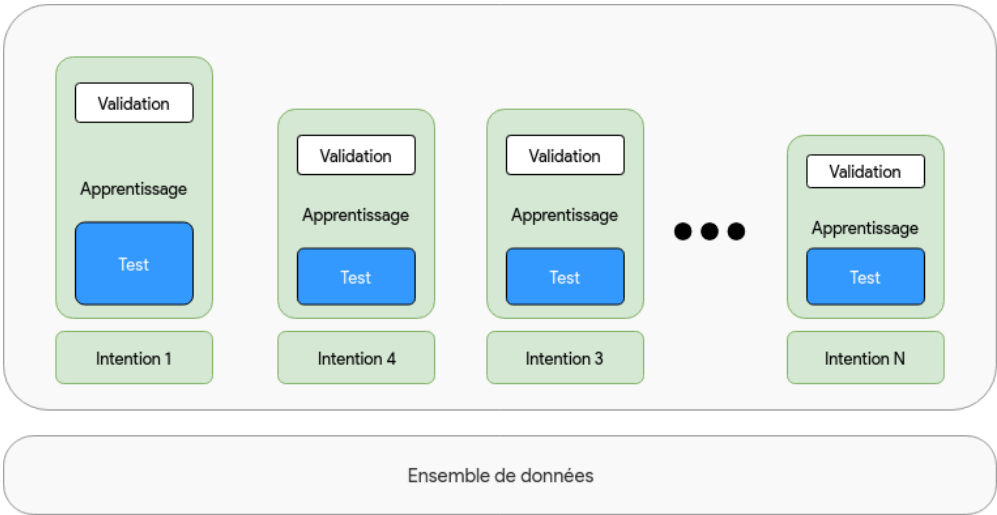 Validation
Apprentissage
Test
Intention 1
Validation
Apprentissage
Test
Intention 4
Validation
Apprentissage
Test
Intention 3
Validation
Apprentissage
Test
Intention N
Ensemble de données